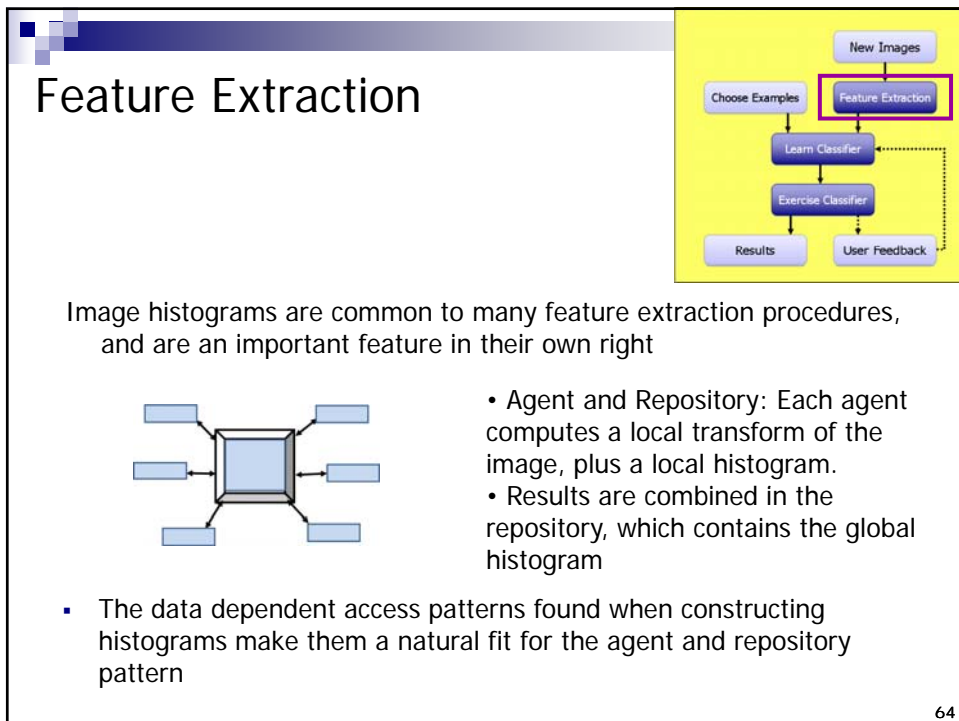 Feature Extraction
New Images
Choose Examples
Feature Extraction
Learn Classifier
Exercise Classifier
Results
User Feedback
Image histograms are common to many feature extraction procedures,
and are an important feature in their own right
• Agent and Repository: Each agent
computes a local transform of the
image, plus a local histogram.
• Results are combined in the
repository, which contains the global
histogram
▪ The data dependent access patterns found when constructing
histograms make them a natural fit for the agent and repository
pattern
64